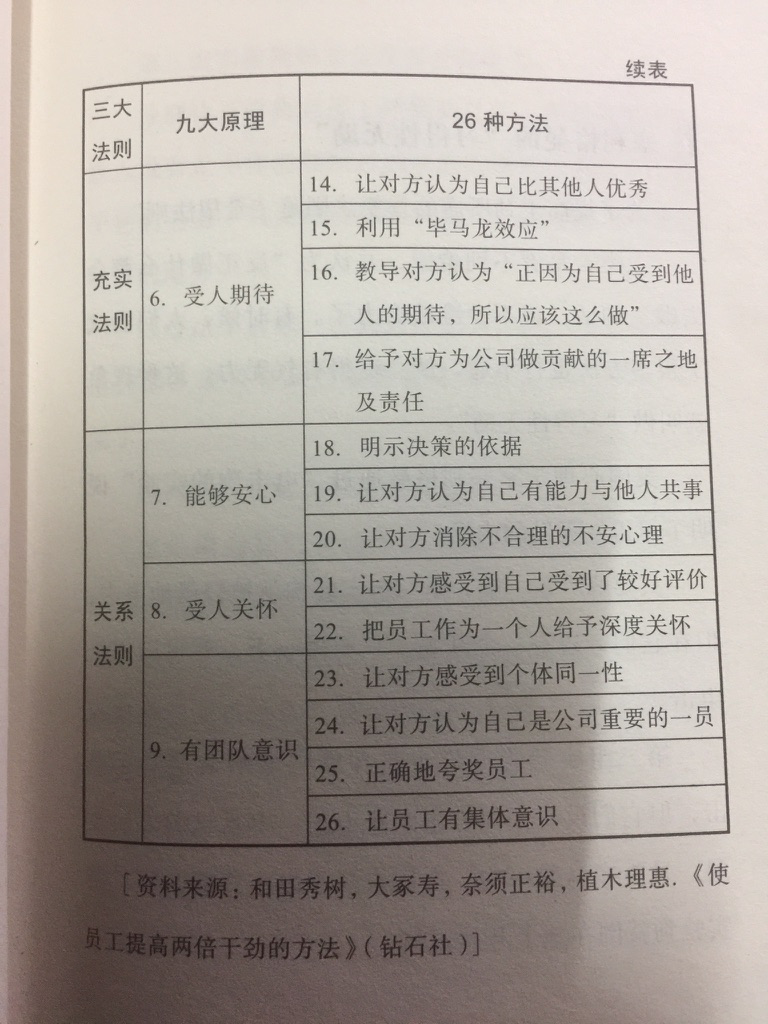 续表
三大
法则
九大原理
26 种方法
充实
法则
6. 受人期待
14. 让对方认为自己比其他人优秀
15. 利用“毕马龙效应”
16. 教导对方认为“正因为自己受到他
人的期待，所以应该这么做”
17. 给予对方为公司做贡献的一席之地
及责任
关系
法则
7. 能够安心
18. 明示决策的依据
19. 让对方认为自己有能力与他人共事
20. 让对方消除不合理的不安心理
8. 受人关怀
21. 让对方感受到自己受到了较好评价
22. 把员工作为一个人给予深度关怀
9. 有团队意识
23. 让对方感受到个体同一性
24. 让对方认为自己是公司重要的一员
25. 正确地夸奖员工
26. 让员工有集体意识
[资料来源：和田秀树，大冢寿，奈须正裕，植木理惠.《使
员工提高两倍干劲的方法》(钻石社)]